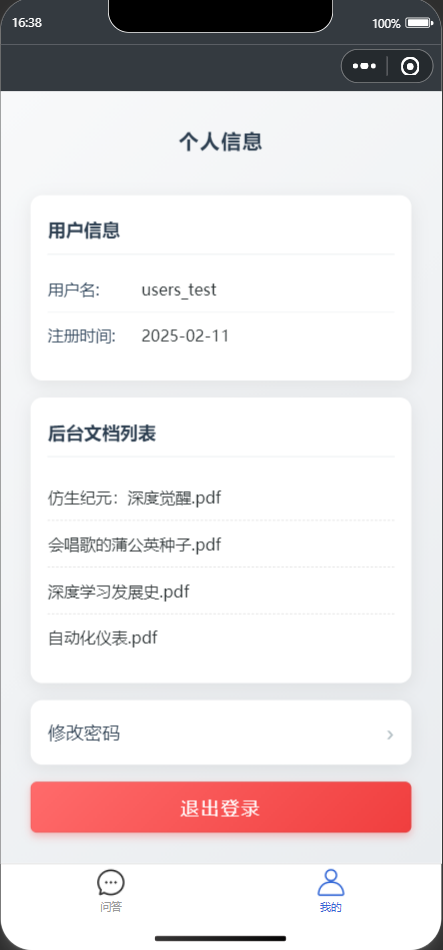 16:38
100%
个人信息
用户信息
用户名: users_test
注册时间: 2025-02-11
后台文档列表
仿生纪元：深度觉醒.pdf
会唱歌的蒲公英种子.pdf
深度学习发展史.pdf
自动化仪表.pdf
修改密码
退出登录
问答
我的